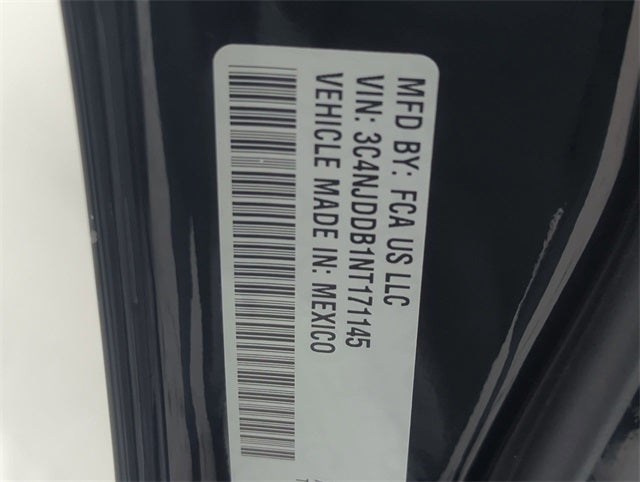 MFD BY: FCA US LLC
VIN: 3C4NJDDB1NT171145
VEHICLE MADE IN: MEXICO